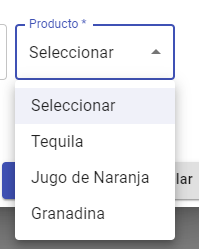 Producto *
Seleccionar
Seleccionar
Tequila
Jugo de Naranja
lar
Granadina